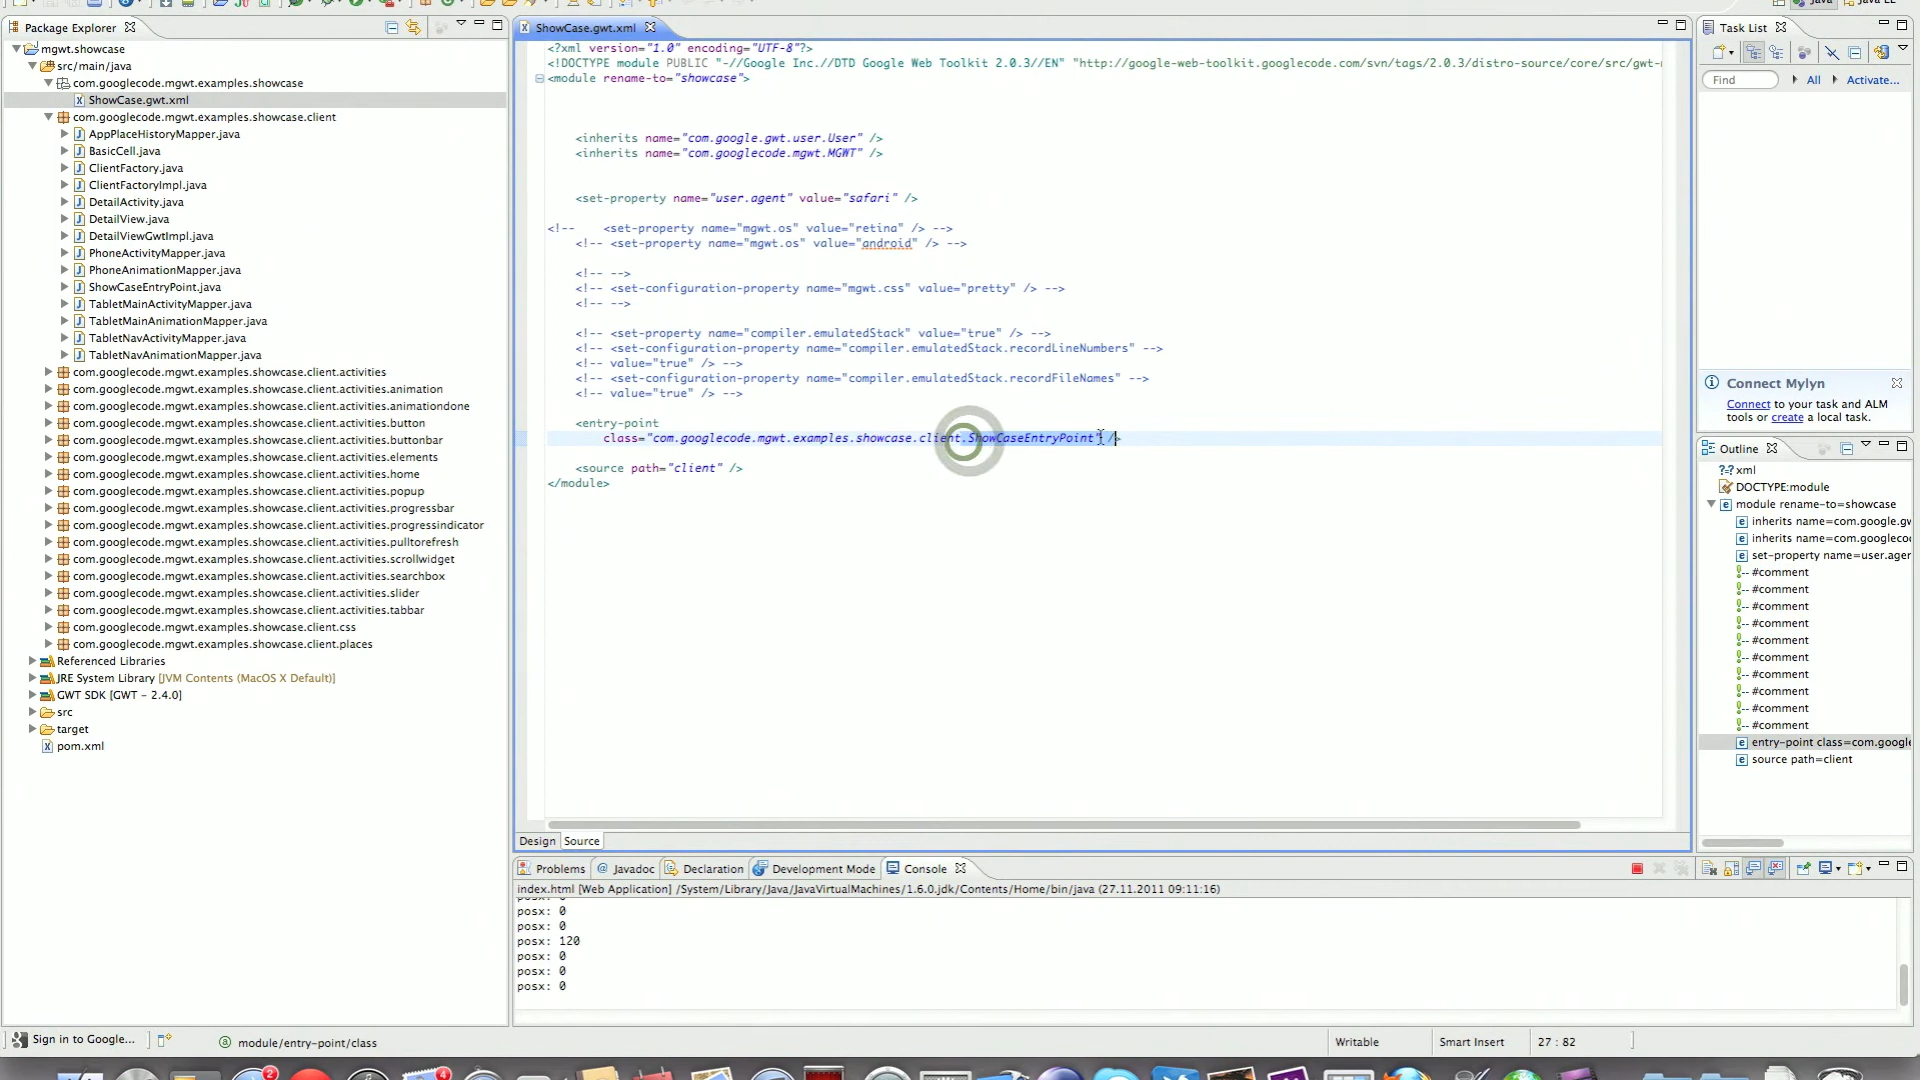 Package Explorer
mgwt.showcase
src/main/java
com.googlecode.mgwt.examples.showcase
ShowCase.gwt.xml
com.googlecode.mgwt.examples.showcase.client
AppPlaceHistoryMapper.java
BasicCell.java
ClientFactory.java
ClientFactoryImpl.java
DetailActivity.java
DetailView.java
DetailViewGwtImpl.java
PhoneActivityMapper.java
PhoneAnimationMapper.java
ShowCaseEntryPoint.java
TabletMainActivityMapper.java
TabletMainAnimationMapper.java
TabletNavActivityMapper.java
TabletNavAnimationMapper.java
com.googlecode.mgwt.examples.showcase.client.activities
com.googlecode.mgwt.examples.showcase.client.activities.animation
com.googlecode.mgwt.examples.showcase.client.activities.animationdone
com.googlecode.mgwt.examples.showcase.client.activities.button
com.googlecode.mgwt.examples.showcase.client.activities.buttonbar
com.googlecode.mgwt.examples.showcase.client.activities.elements
com.googlecode.mgwt.examples.showcase.client.activities.home
com.googlecode.mgwt.examples.showcase.client.activities.popup
com.googlecode.mgwt.examples.showcase.client.activities.progressbar
com.googlecode.mgwt.examples.showcase.client.activities.progressindicator
com.googlecode.mgwt.examples.showcase.client.activities.pulltorefresh
com.googlecode.mgwt.examples.showcase.client.activities.scrollwidget
com.googlecode.mgwt.examples.showcase.client.activities.searchbox
com.googlecode.mgwt.examples.showcase.client.activities.slider
com.googlecode.mgwt.examples.showcase.client.activities.tabbar
com.googlecode.mgwt.examples.showcase.client.css
com.googlecode.mgwt.examples.showcase.client.places
Referenced Libraries
JRE System Library [JVM Contents (MacOS X Default)]
GWT SDK [GWT - 2.4.0]
src
target
pom.xml
ShowCase.gwt.xml
<?xml version="1.0" encoding="UTF-8"?>
<!DOCTYPE module PUBLIC "-//Google Inc.//DTD Google Web Toolkit 2.0.3//EN" "http://google-web-toolkit.googlecode.com/svn/tags/2.0.3/distro-source/core/src/gwt-
<module rename-to="showcase">
<inherits name="com.google.gwt.user.User" />
<inherits name="com.googlecode.mgwt.MGWT" />
<set-property name="user.agent" value="safari" />
<!-- <set-property name="mgwt.os" value="retina" /> -->
<!-- <set-property name="mgwt.os" value="android" /> -->
<!-- -->
<!-- <set-configuration-property name="mgwt.css" value="pretty" /> -->
<!-- -->
<!-- <set-property name="compiler.emulatedStack" value="true" /> -->
<!-- <set-configuration-property name="compiler.emulatedStack.recordLineNumbers" -->
<!-- value="true" /> -->
<!-- <set-configuration-property name="compiler.emulatedStack.recordFileNames" -->
<!-- value="true" /> -->
<entry-point
class="com.googlecode.mgwt.examples.showcase.client.ShowCaseEntryPoint" />
<source path="client" />
</module>
Design Source
Problems Javadoc Declaration Development Mode Console
index.html [Web Application] /System/Library/Java/JavaVirtualMachines/1.6.0.jdk/Contents/Home/bin/java (27.11.2011 09:11:16)
posx: 0
posx: 0
posx: 120
posx: 0
posx: 0
posx: 0
Java
Java EE
Task List
Find All Activate...
Connect Mylyn
Connect to your task and ALM
tools or create a local task.
Outline
xml
DOCTYPE:module
module rename-to=showcase
inherits name=com.google.gw
inherits name=com.googlecod
set-property name=user.agen
#comment
#comment
#comment
#comment
#comment
#comment
#comment
#comment
#comment
#comment
entry-point class=com.google
source path=client
Sign in to Google...
module/entry-point/class
Writable
Smart Insert
27 : 82
2
4